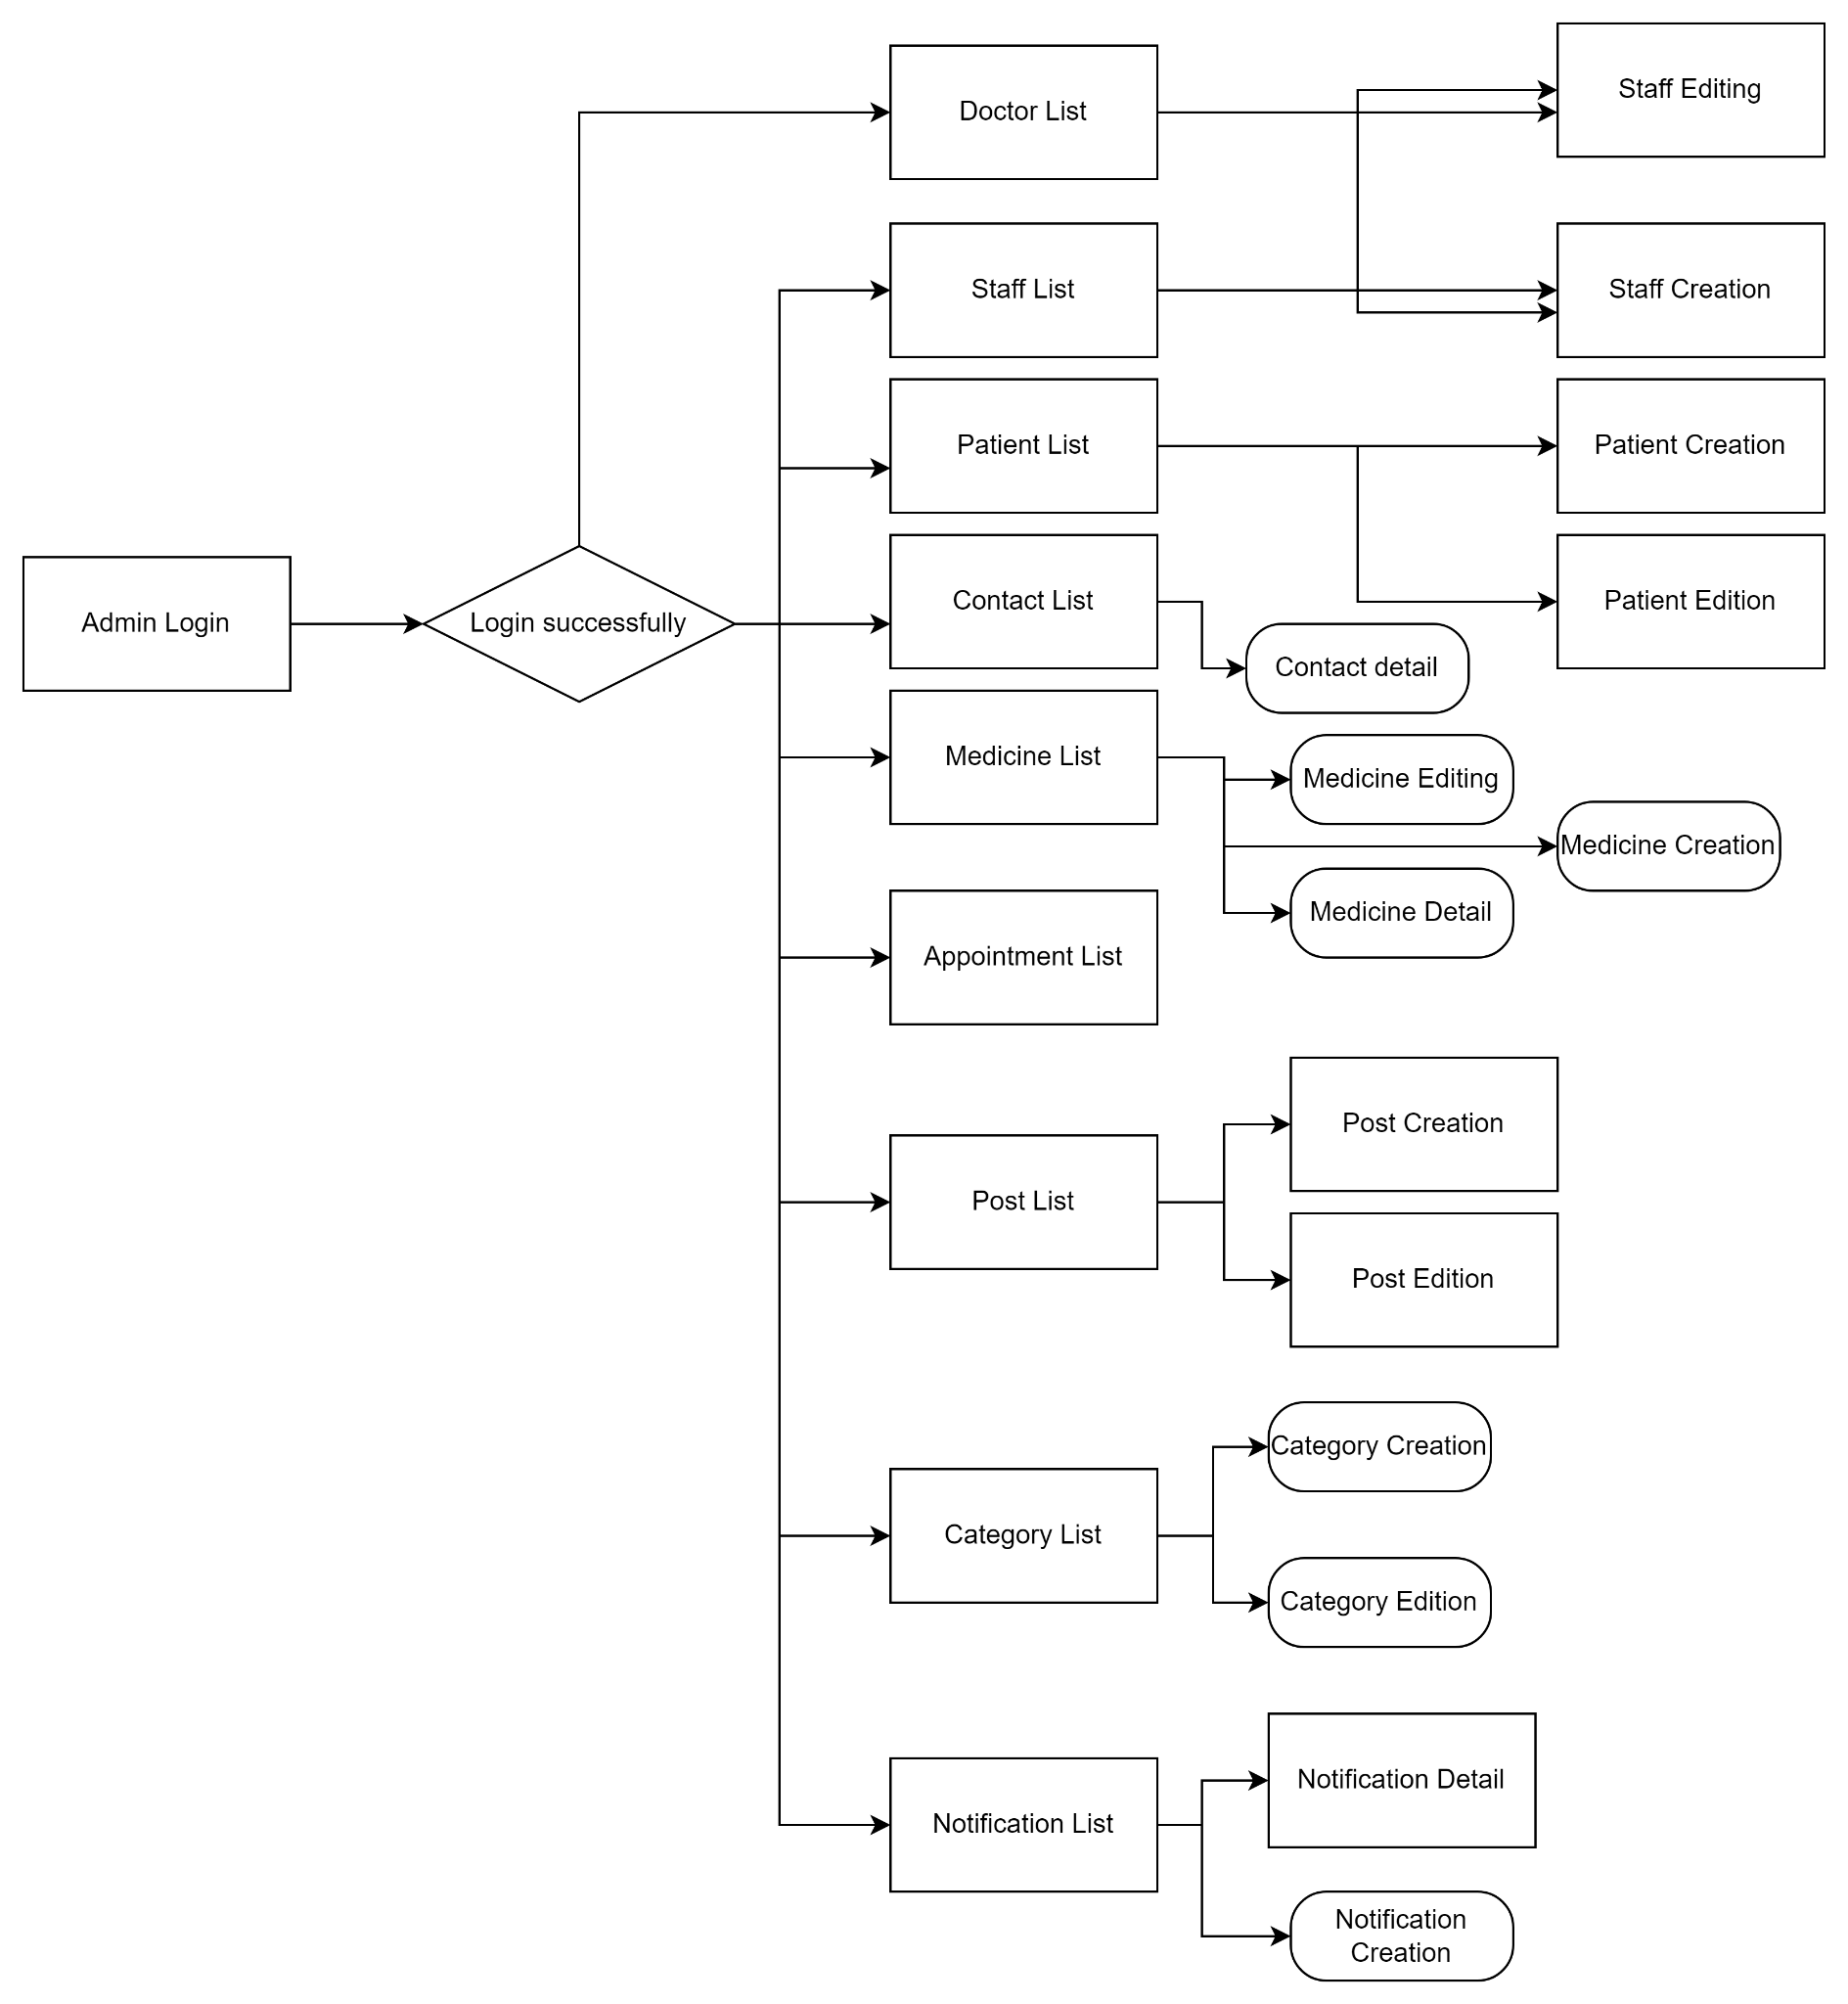 Admin Login
Login successfully
Doctor List
Staff Editing
Staff List
Staff Creation
Patient List
Patient Creation
Contact List
Patient Edition
Contact detail
Medicine List
Medicine Editing
Medicine Creation
Medicine Detail
Appointment List
Post List
Post Creation
Post Edition
Category List
Category Creation
Category Edition
Notification List
Notification Detail
Notification
Creation